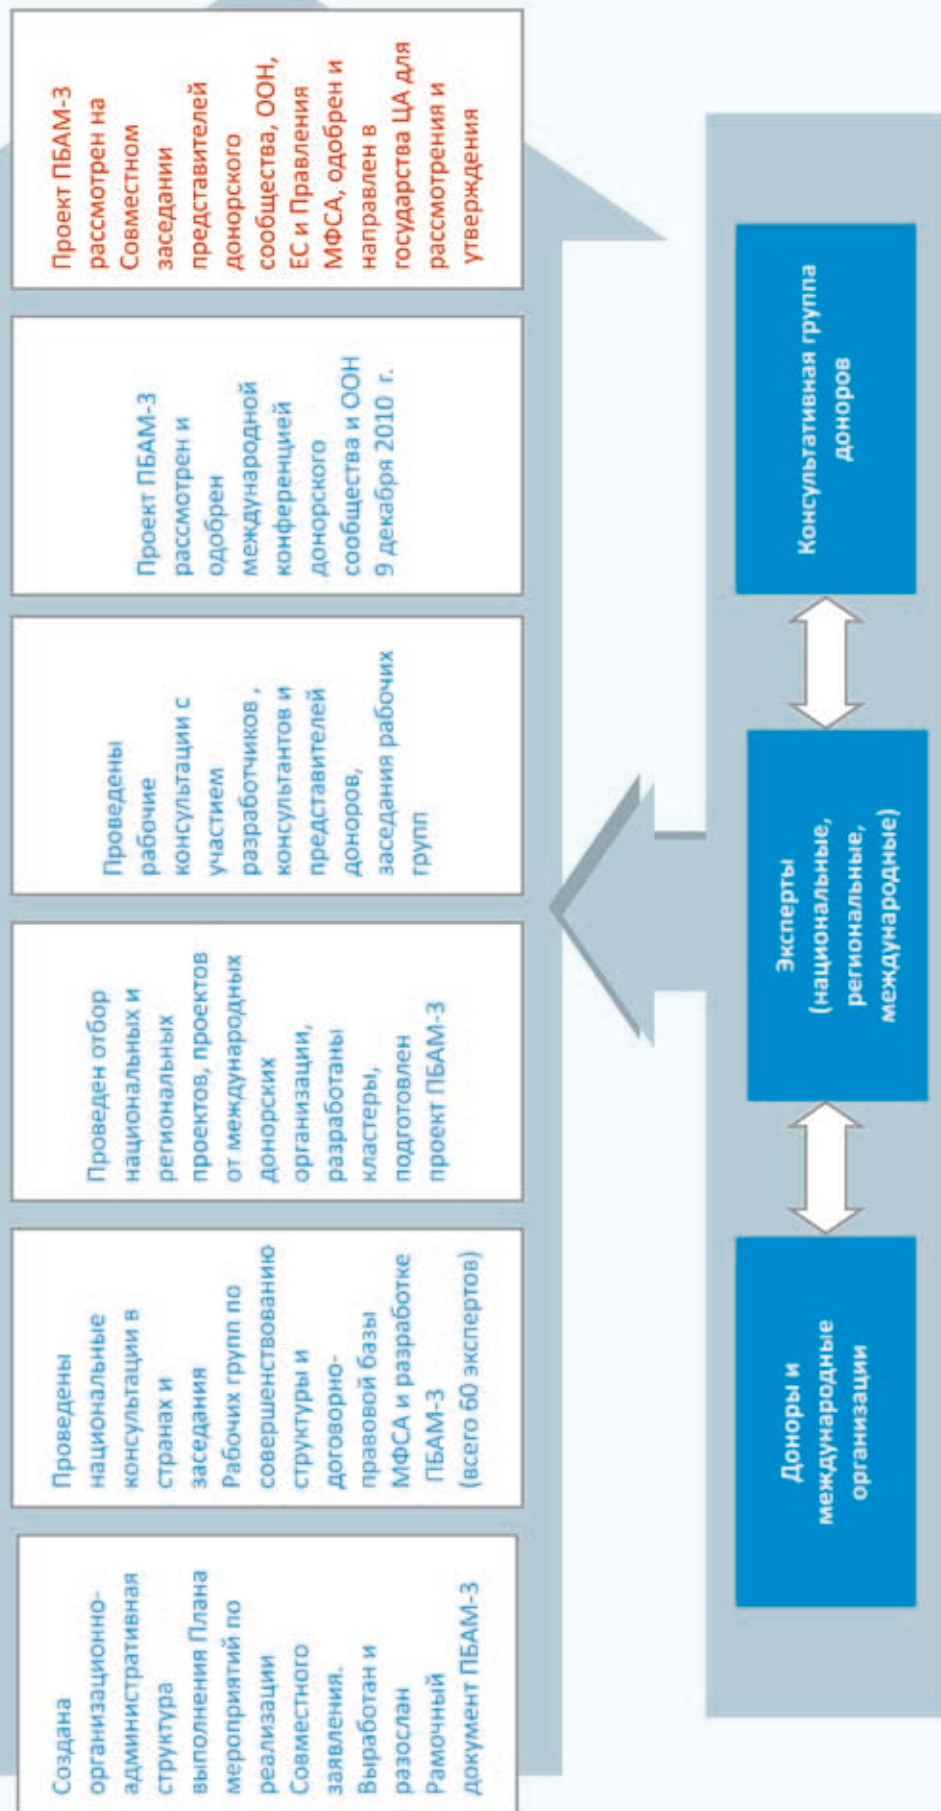 Создана
организационно-
административная
структура
выполнения Плана
мероприятий по
реализации
Совместного
заявления.
Выработан и
разослан
Рамочный
документ ПБАМ-3
Проведены
национальные
консультации в
странах и
заседания
Рабочих групп по
совершенствованию
структуры и
договорно-
правовой базы
МФСА и разработке
ПБАМ-3
(всего 60 экспертов)
Проведен отбор
национальных и
региональных
проектов, проектов
от международных
донорских
организации,
разработаны
кластеры,
подготовлен
проект ПБАМ-3
Проведены
рабочие
консультации с
участием
разработчиков ,
консультантов и
представителей
доноров,
заседания рабочих
групп
Проект ПБАМ-3
рассмотрен и
одобрен
международной
конференцией
донорского
сообщества и ООН
9 декабря 2010 г.
Проект ПБАМ-3
рассмотрен на
Совместном
заседании
представителей
донорского
сообщества, ООН,
ЕС и Правления
МФСА, одобрен и
направлен в
государства ЦА для
рассмотрения и
утверждения
Доноры и
международные
организации
Эксперты
(национальные,
региональные,
международные)
Консультативная группа
доноров